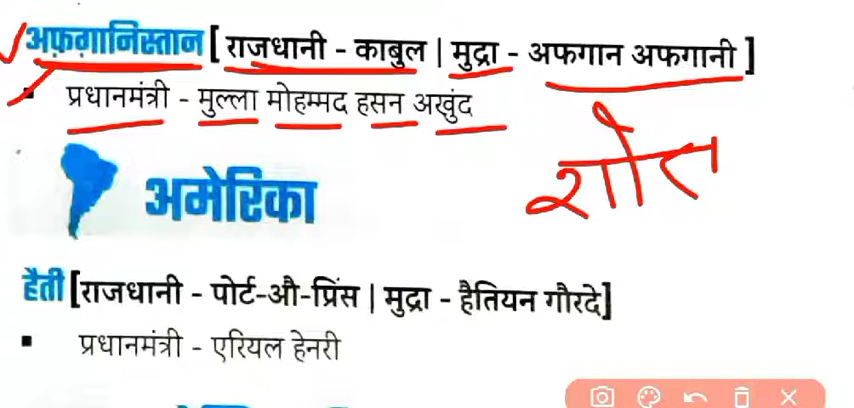 अफ़ग़ानिस्तान [ राजधानी - काबुल | मुद्रा - अफगान अफगानी ]
▪ प्रधानमंत्री - मुल्ला मोहम्मद हसन अखुंद
अमेरिका
हैती [राजधानी - पोर्ट-औ-प्रिंस | मुद्रा - हैतियन गौरदे]
▪ प्रधानमंत्री - एरियल हेनरी